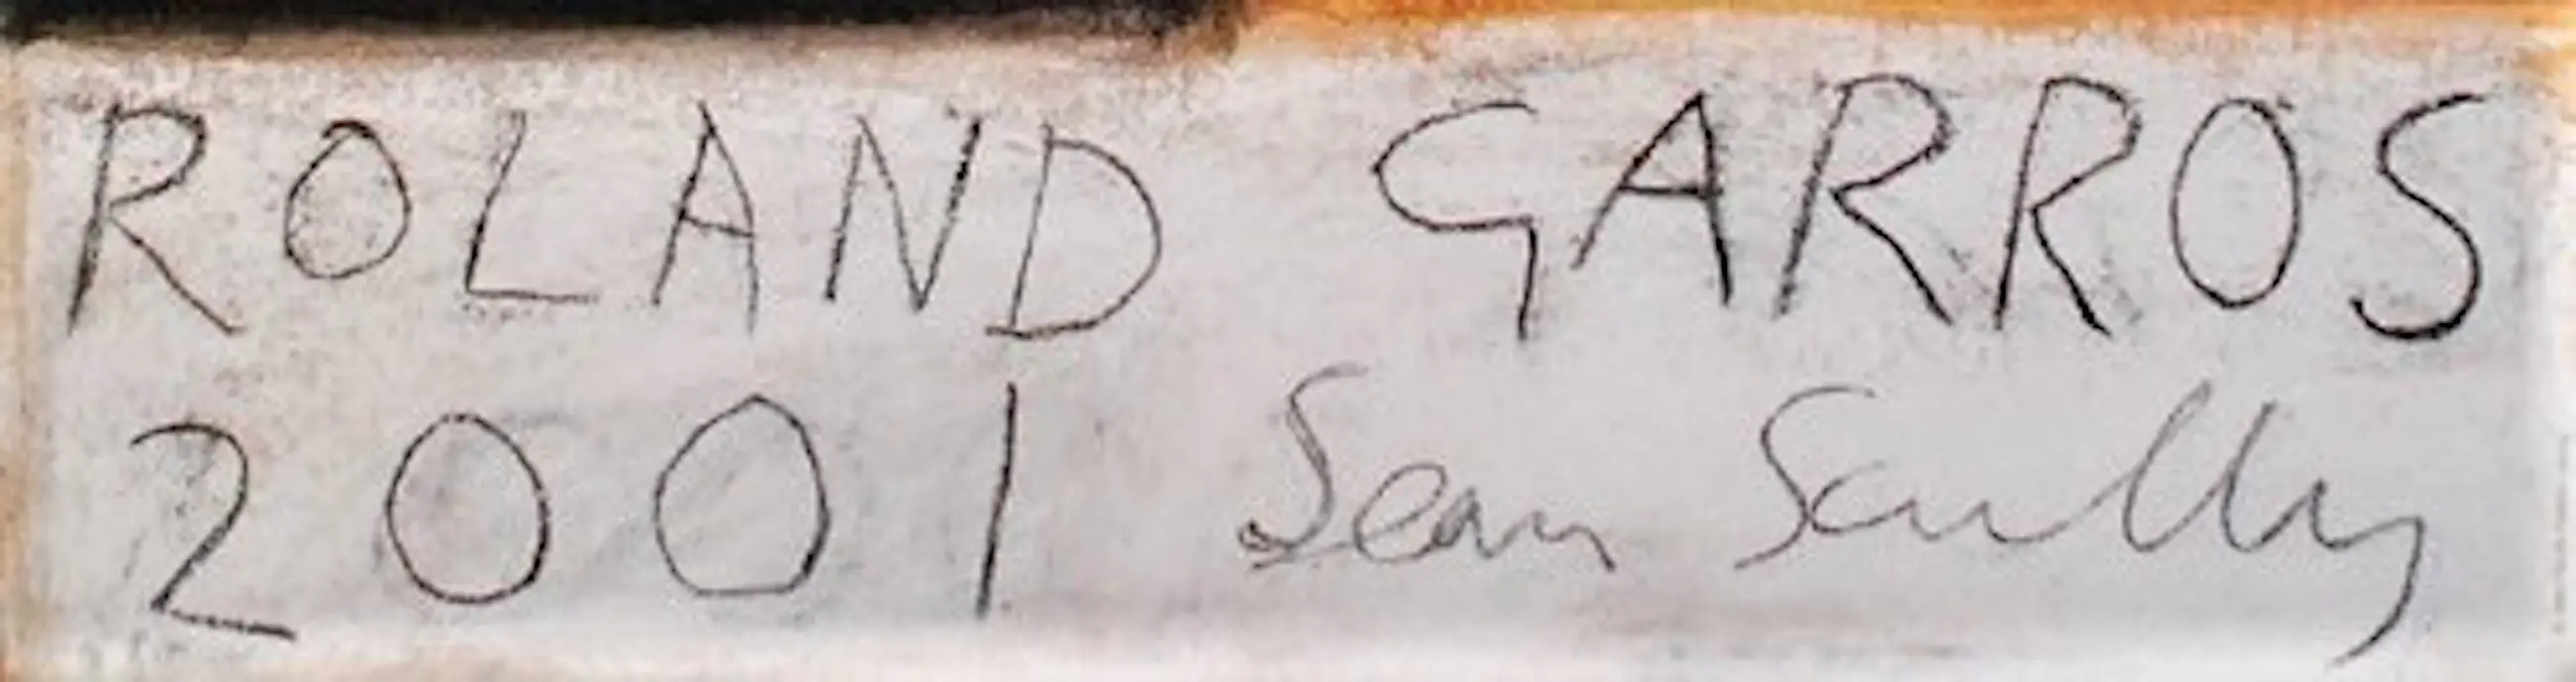 ROLAND GARROS
2001 Sean Scully